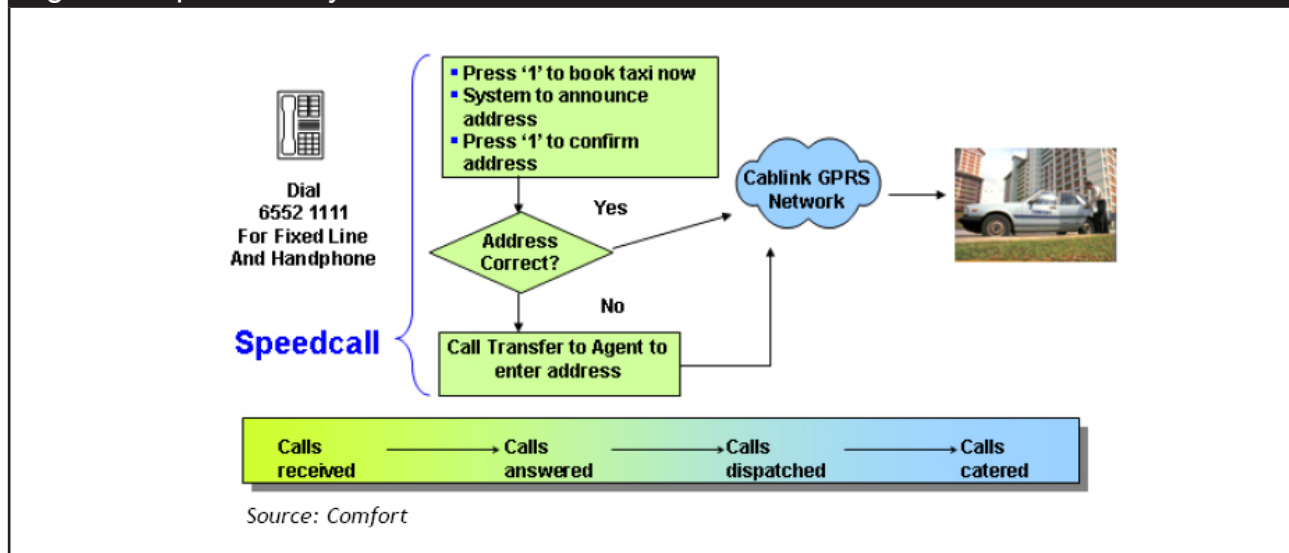 Dial
6552 1111
For Fixed Line
And Handphone
Speedcall
▪ Press ‘1’ to book taxi now
▪ System to announce
address
▪ Press ‘1’ to confirm
address
Address
Correct?
Yes
No
Call Transfer to Agent to
enter address
Cablink GPRS
Network
Calls
received
Calls
answered
Calls
dispatched
Calls
catered
Source: Comfort